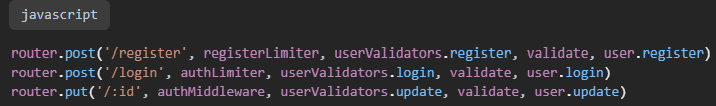 javascript
router.post('/register', registerLimiter, userValidators.register, validate, user.register)
router.post('/login', authLimiter, userValidators.login, validate, user.login)
router.put('/:id', authMiddleware, userValidators.update, validate, user.update)